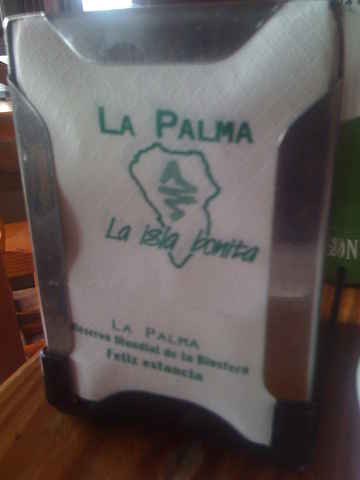 LA PALMA
La isla bonita
LA PALMA
Reserva Mundial de la Biosfera
Feliz estancia